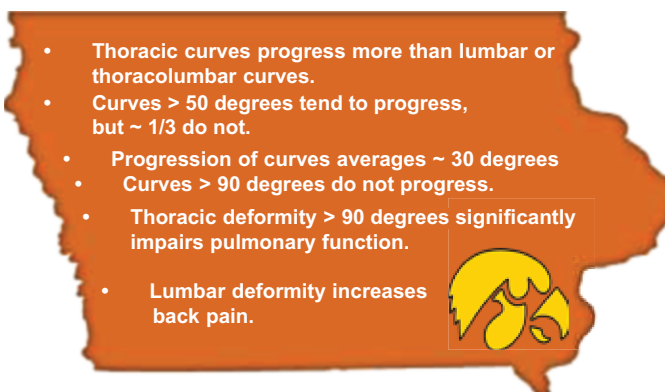 • Thoracic curves progress more than lumbar or
thoracolumbar curves.
• Curves > 50 degrees tend to progress,
but ~ 1/3 do not.
• Progression of curves averages ~ 30 degrees
• Curves > 90 degrees do not progress.
• Thoracic deformity > 90 degrees significantly
impairs pulmonary function.
• Lumbar deformity increases
back pain.